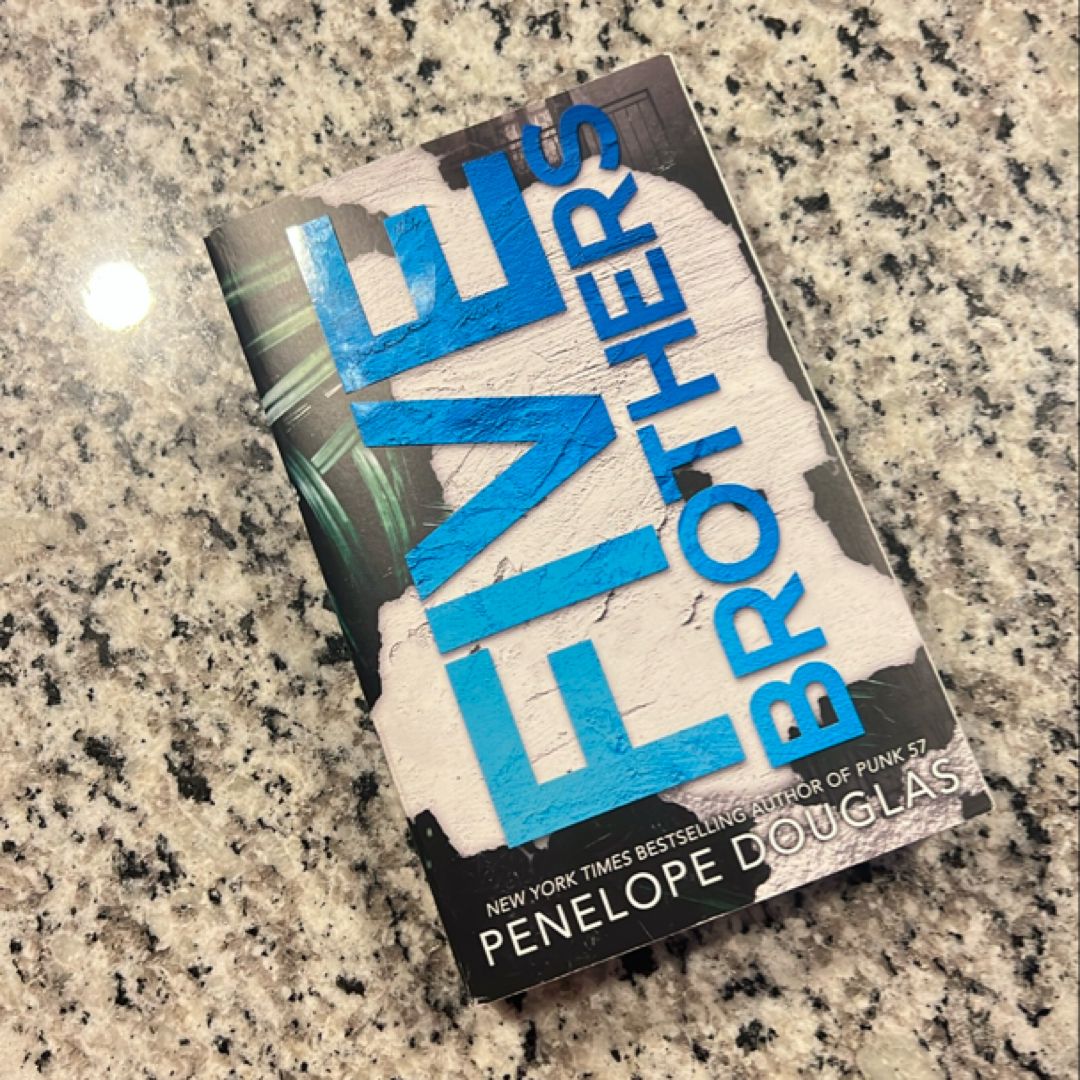 FIVE
BROTHERS
NEW YORK TIMES BESTSELLING AUTHOR OF PUNK 57
PENELOPE DOUGLAS